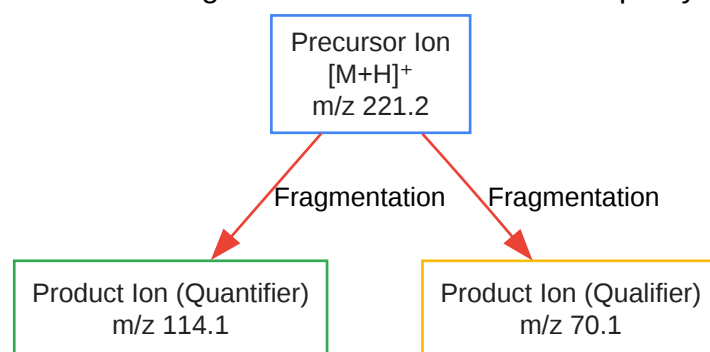 Precursor Ion
[M+H]⁺
m/z 221.2
Fragmentation Fragmentation
Product Ion (Quantifier)
m/z 114.1
Product Ion (Qualifier)
m/z 70.1